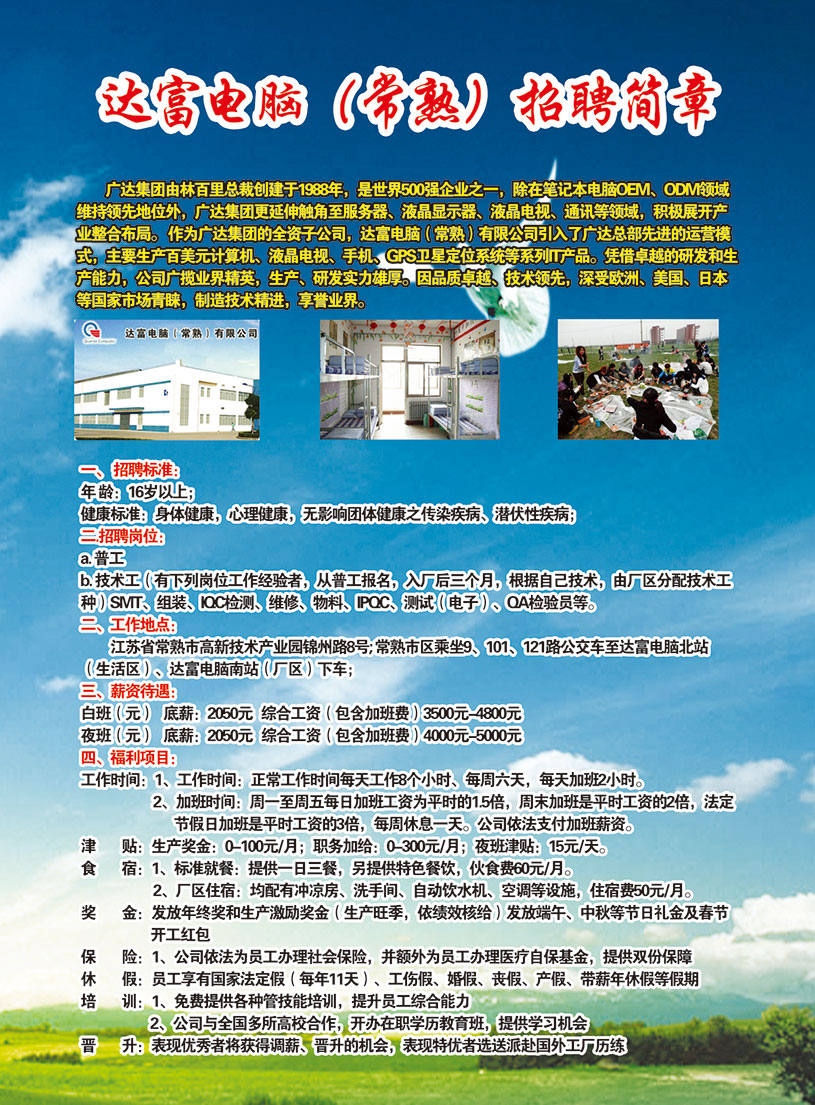 达富电脑（常熟）招聘简章
广达集团由林百里总裁创建于1988年，是世界500强企业之一，除在笔记本电脑OEM、ODM领域
维持领先地位外，广达集团更延伸触角至服务器、液晶显示器、液晶电视、通讯等领域，积极展开产
业整合布局。作为广达集团的全资子公司，达富电脑（常熟）有限公司引入了广达总部先进的运营模
式，主要生产百美元计算机、液晶电视、手机、GPS卫星定位系统等系列IT产品。凭借卓越的研发和生
产能力，公司广揽业界精英，生产、研发实力雄厚。因品质卓越、技术领先，深受欧洲、美国、日本
等国家市场青睐，制造技术精进，享誉业界。
Quanta Computer
达富电脑（常熟）有限公司
一、招聘标准：
年龄：16岁以上；
健康标准：身体健康，心理健康，无影响团体健康之传染疾病、潜伏性疾病；
二.招聘岗位：
a.普工
b.技术工（有下列岗位工作经验者，从普工报名，入厂后三个月，根据自己技术，由厂区分配技术工
种）SMT、组装、IQC检测、维修、物料、IPQC、测试（电子）、QA检验员等。
二、工作地点：
江苏省常熟市高新技术产业园锦州路8号；常熟市区乘坐9、101、121路公交车至达富电脑北站
（生活区）、达富电脑南站（厂区）下车；
三、薪资待遇：
白班（元） 底薪：2050元 综合工资（包含加班费）3500元-4800元
夜班（元） 底薪：2050元 综合工资（包含加班费）4000元-5000元
四、福利项目：
工作时间：1、工作时间：正常工作时间每天工作8个小时、每周六天，每天加班2小时。
2、加班时间：周一至周五每日加班工资为平时的1.5倍，周末加班是平时工资的2倍，法定
节假日加班是平时工资的3倍，每周休息一天。公司依法支付加班薪资。
津 贴：生产奖金：0-100元/月；职务加给：0-300元/月；夜班津贴：15元/天。
食 宿：1、标准就餐：提供一日三餐，另提供特色餐饮，伙食费60元/月。
2、厂区住宿：均配有冲凉房、洗手间、自动饮水机、空调等设施，住宿费50元/月。
奖 金：发放年终奖和生产激励奖金（生产旺季，依绩效核给）发放端午、中秋等节日礼金及春节
开工红包
保 险：1、公司依法为员工办理社会保险，并额外为员工办理医疗自保基金，提供双份保障
休 假：员工享有国家法定假（每年11天）、工伤假、婚假、丧假、产假、带薪年休假等假期
培 训：1、免费提供各种管技能培训，提升员工综合能力
2、公司与全国多所高校合作，开办在职学历教育班，提供学习机会
晋 升：表现优秀者将获得调薪、晋升的机会，表现特优者选送派赴国外工厂历练